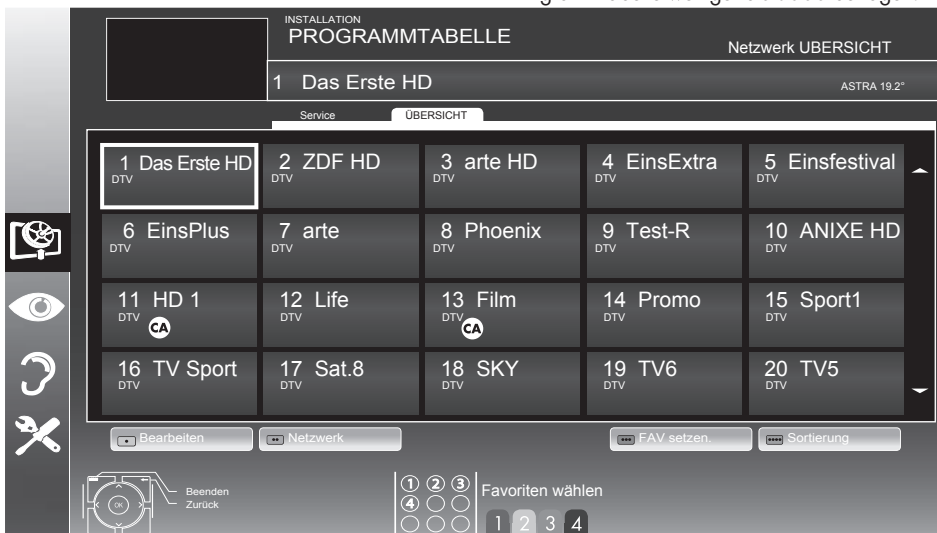 INSTALLATION
PROGRAMMTABELLE
Netzwerk UBERSICHT
1 Das Erste HD
ASTRA 19.2°
Service ÜBERSICHT
1 Das Erste HD
DTV
2 ZDF HD
DTV
3 arte HD
DTV
4 EinsExtra
DTV
5 Einsfestival
DTV
6 EinsPlus
DTV
7 arte
DTV
8 Phoenix
DTV
9 Test-R
DTV
10 ANIXE HD
DTV
11 HD 1
DTV
CA
12 Life
DTV
13 Film
DTV
CA
14 Promo
DTV
15 Sport1
DTV
16 TV Sport
DTV
17 Sat.8
DTV
18 SKY
DTV
19 TV6
DTV
20 TV5
DTV
Bearbeiten
Netzwerk
FAV setzen.
Sortierung
OK
Beenden
Zurück
1 2 3
4
Favoriten wählen
1 2 3 4